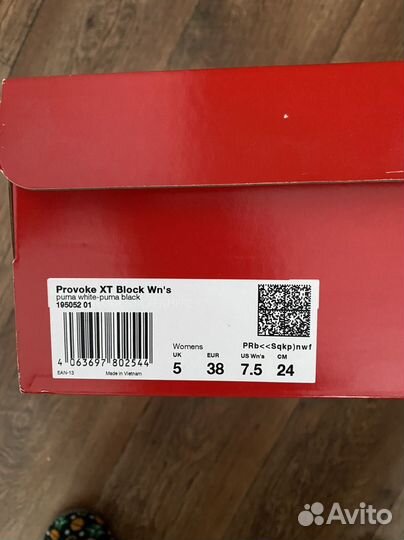 Provoke XT Block Wn's
puma white-puma black
195052 01
4 063697 802544
EAN-13 Made in Vietnam
Womens PRb<<Sqkp)nwf
UK EUR US Wn's CM
5 38 7.5 24
Avito